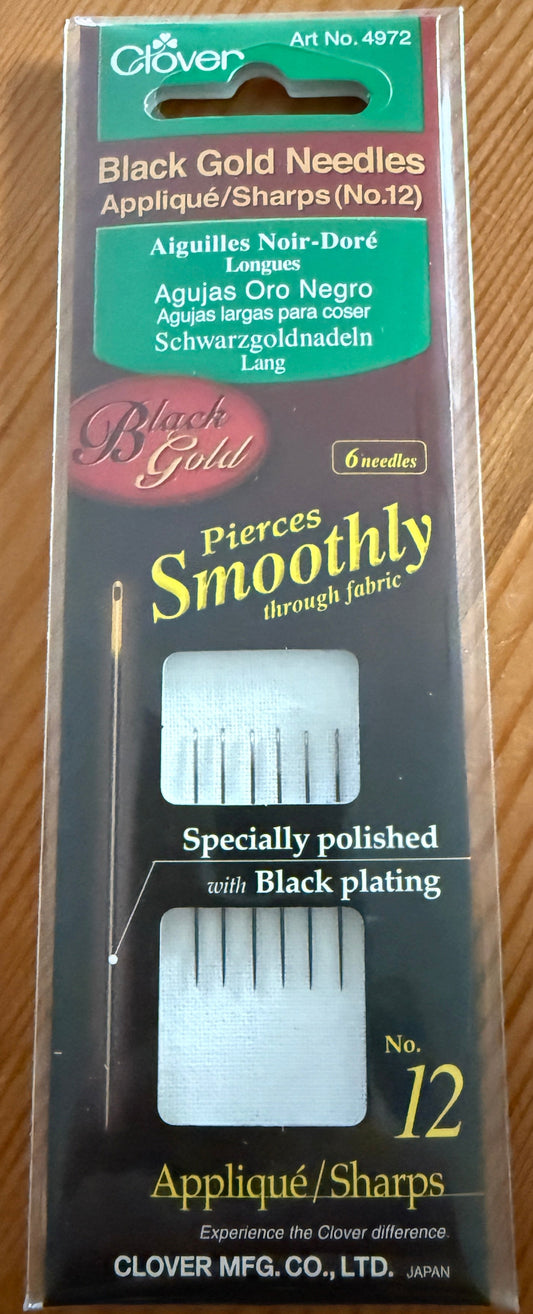 Clover
Art No. 4972
Black Gold Needles
Appliqué/Sharps (No.12)
Aiguilles Noir-Doré
Longues
Agujas Oro Negro
Agujas largas para coser
Schwarzgoldnadeln
Lang
Black
Gold
6 needles
Pierces
Smoothly
through fabric
Specially polished
with Black plating
No.
12
Appliqué/Sharps
Experience the Clover difference.
CLOVER MFG. CO., LTD. JAPAN